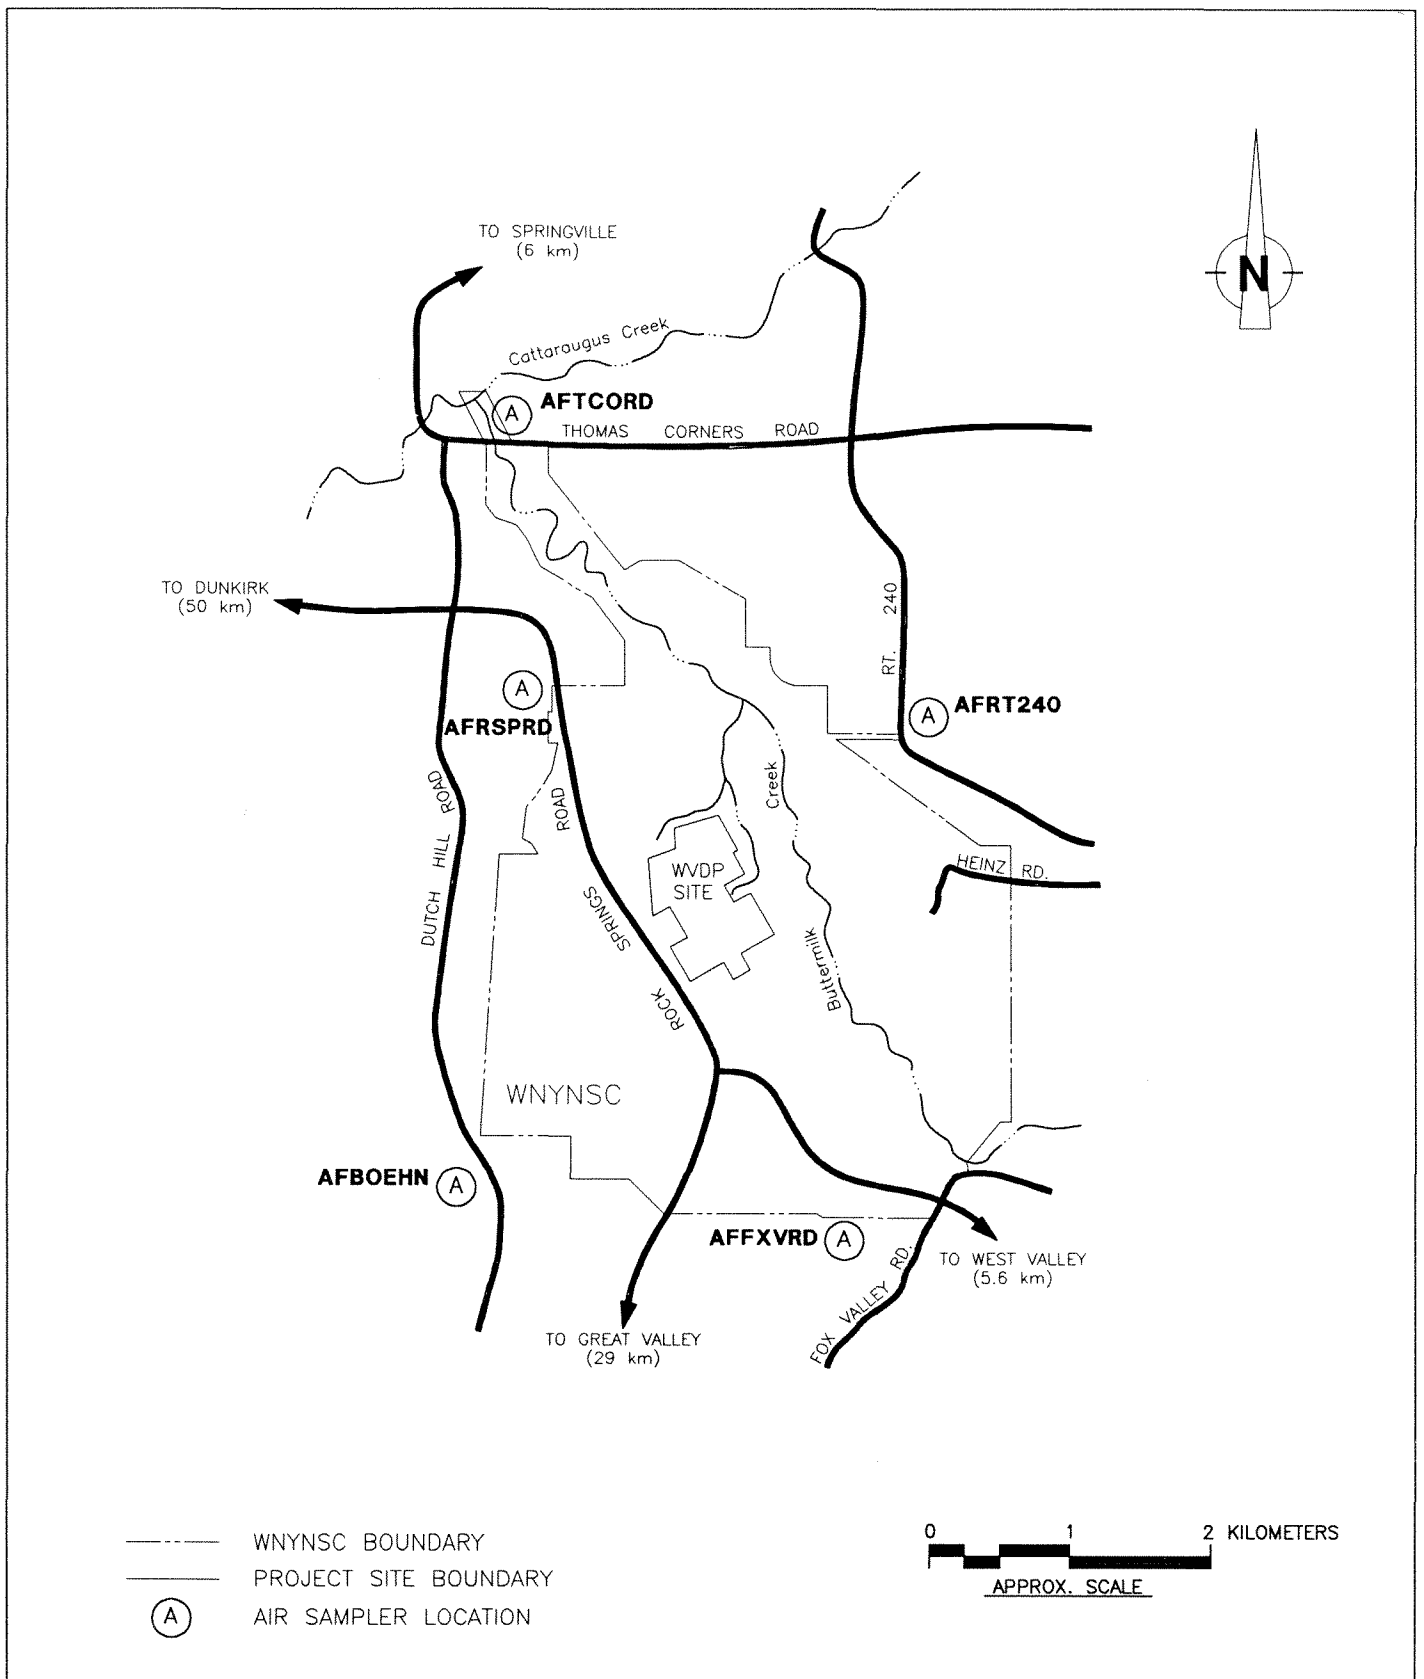 TO SPRINGVILLE
(6 km)
N
Cattaraugus Creek
A
AFTCORD
THOMAS CORNERS ROAD
TO DUNKIRK
(50 km)
RT. 240
A
AFRSPRD
A
AFRT240
DUTCH HILL ROAD
ROCK SPRINGS ROAD
Buttermilk Creek
WVDP
SITE
HEINZ RD.
WNYNSC
AFBOEHN
A
AFFXVRD
A
FOX VALLEY RD.
TO WEST VALLEY
(5.6 km)
TO GREAT VALLEY
(29 km)
WNYNSC BOUNDARY
PROJECT SITE BOUNDARY
A
AIR SAMPLER LOCATION
0 1 2 KILOMETERS
APPROX. SCALE